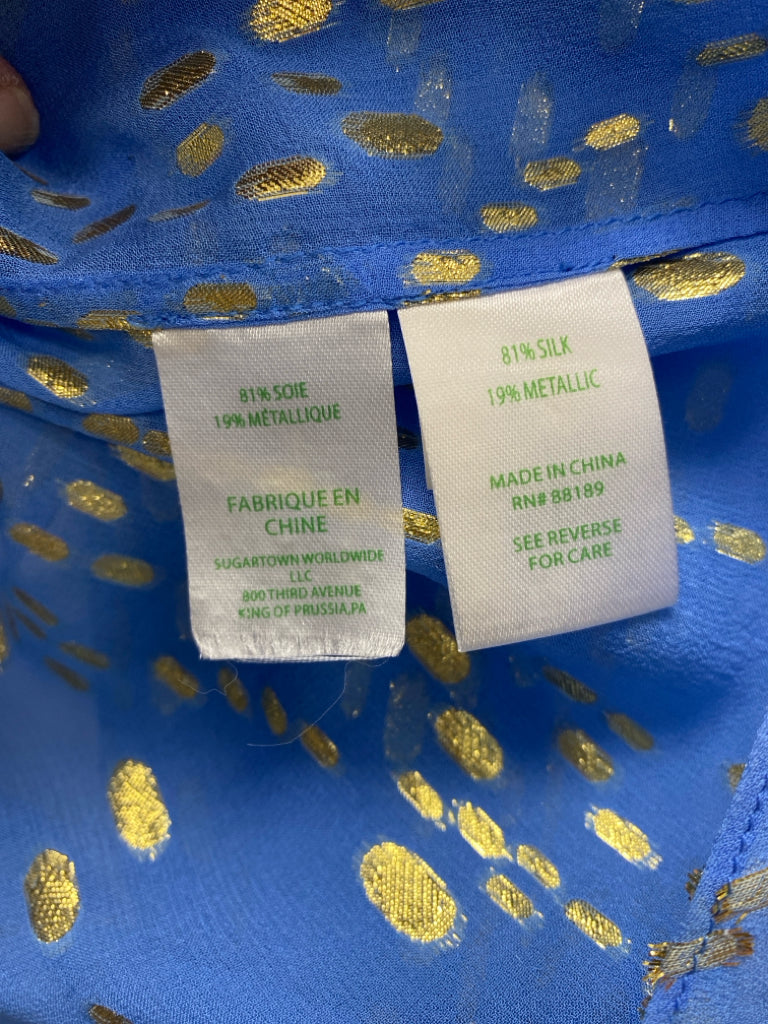 81% SOIE
19% MÉTALLIQUE
FABRIQUE EN
CHINE
SUGARTOWN WORLDWIDE
LLC
800 THIRD AVENUE
KING OF PRUSSIA,PA
81% SILK
19% METALLIC
MADE IN CHINA
RN# 88189
SEE REVERSE
FOR CARE